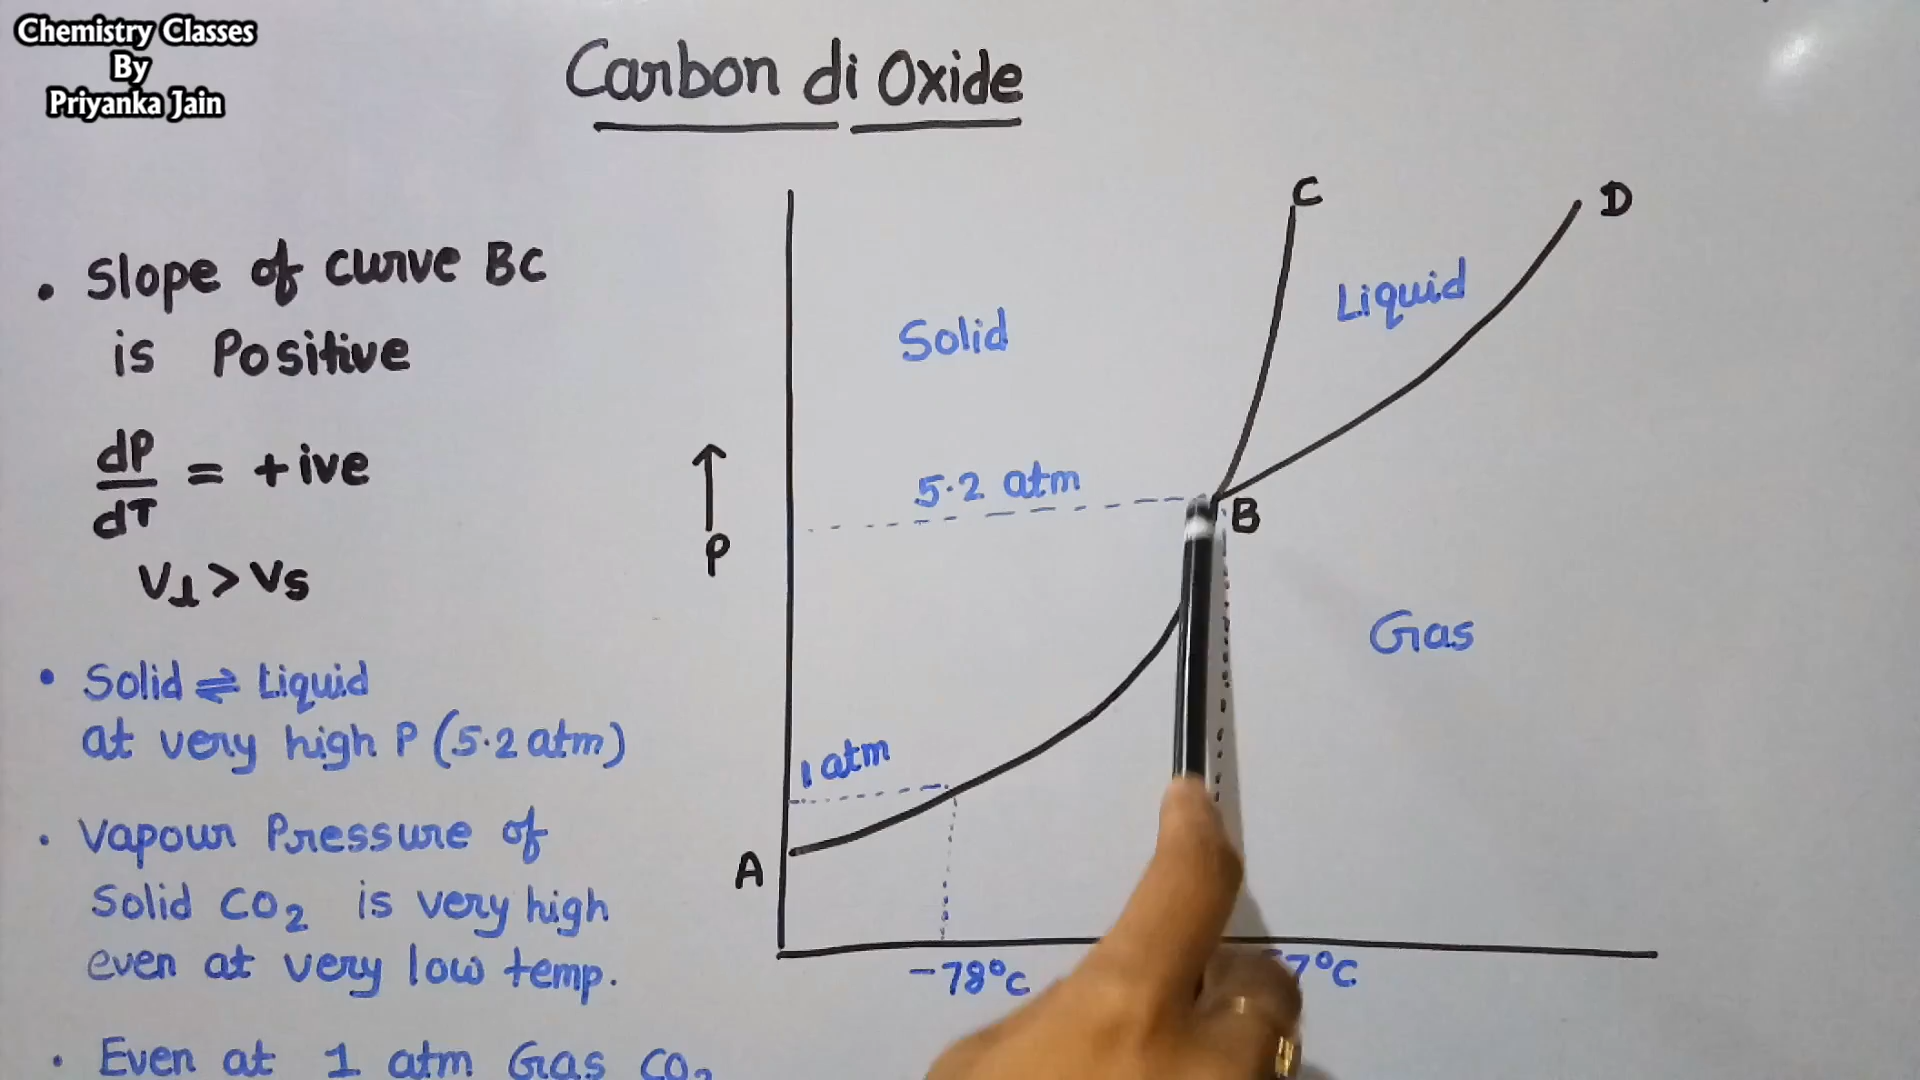 Chemistry Classes
By
Priyanka Jain
Carbon di Oxide
• Slope of curve BC
is Positive
dP/dT = +ive
VL > Vs
• Solid ⇌ Liquid
at very high P (5.2 atm)
• Vapour Pressure of
Solid CO2 is very high
even at very low temp.
• Even at 1 atm Gas CO2
C
D
Solid
Liquid
5.2 atm
B
↑
P
Gas
1 atm
A
-78°C
7°C